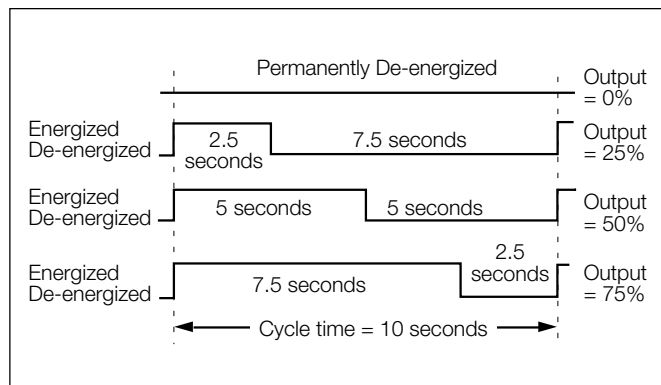 Permanently De-energized
Output
= 0%
Energized
De-energized
2.5
seconds
7.5 seconds
Output
= 25%
Energized
De-energized
5 seconds
5 seconds
Output
= 50%
Energized
De-energized
7.5 seconds
2.5
seconds
Output
= 75%
Cycle time = 10 seconds